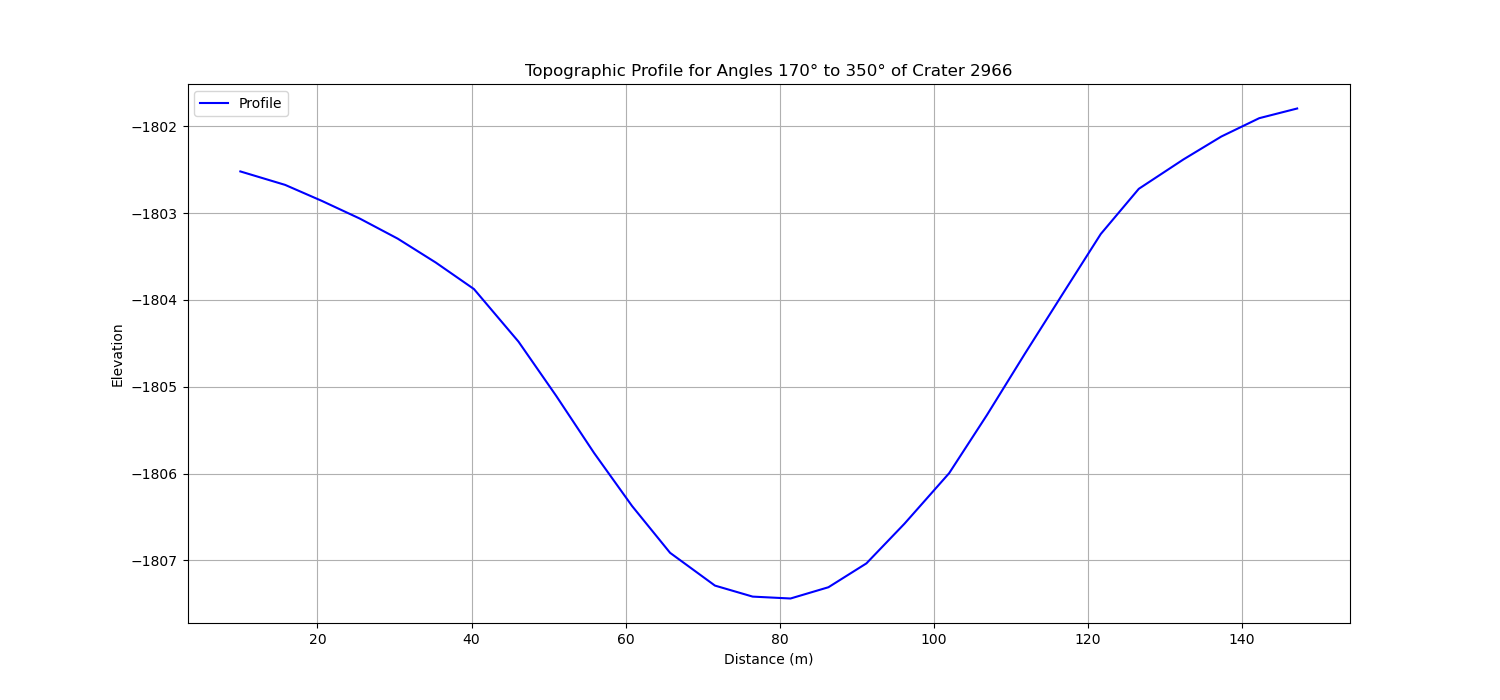 Topographic Profile for Angles 170° to 350° of Crater 2966
Profile
−1802
−1803
−1804
−1805
−1806
−1807
Elevation
20 40 60 80 100 120 140
Distance (m)